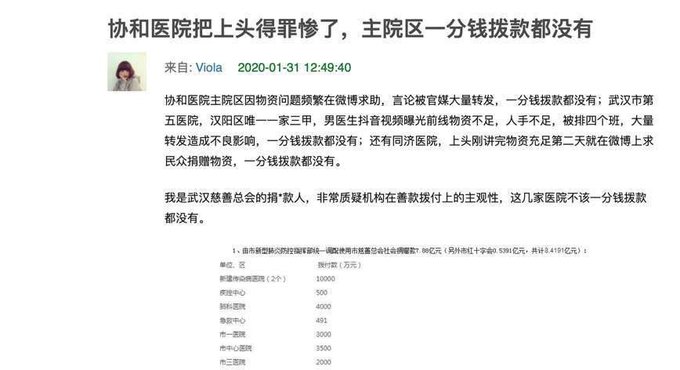 协和医院把上头得罪惨了，主院区一分钱拨款都没有
来自: Viola 2020-01-31 12:49:40
协和医院主院区因物资问题频繁在微博求助，言论被官媒大量转发，一分钱拨款都没有；武汉市第
五医院，汉阳区唯一一家三甲，男医生抖音视频曝光前线物资不足，人手不足，被排四个班，大量
转发造成不良影响，一分钱拨款都没有；还有同济医院，上头刚讲完物资充足第二天就在微博上求
民众捐赠物资，一分钱拨款都没有。
我是武汉慈善总会的捐*款人，非常质疑机构在善款拨付上的主观性，这几家医院不该一分钱拨款
都没有。
1、由市新型肺炎防控指挥部统一调配使用市慈善总会社会捐赠款7.88亿元（另外市红十字会0.5391亿元，共计8.4191亿元）：
单位、区 拨付款（万元）
新建传染病医院（2个） 10000
疾控中心 500
肺科医院 4000
急救中心 491
市一医院 3000
市中心医院 3500
市三医院 2000